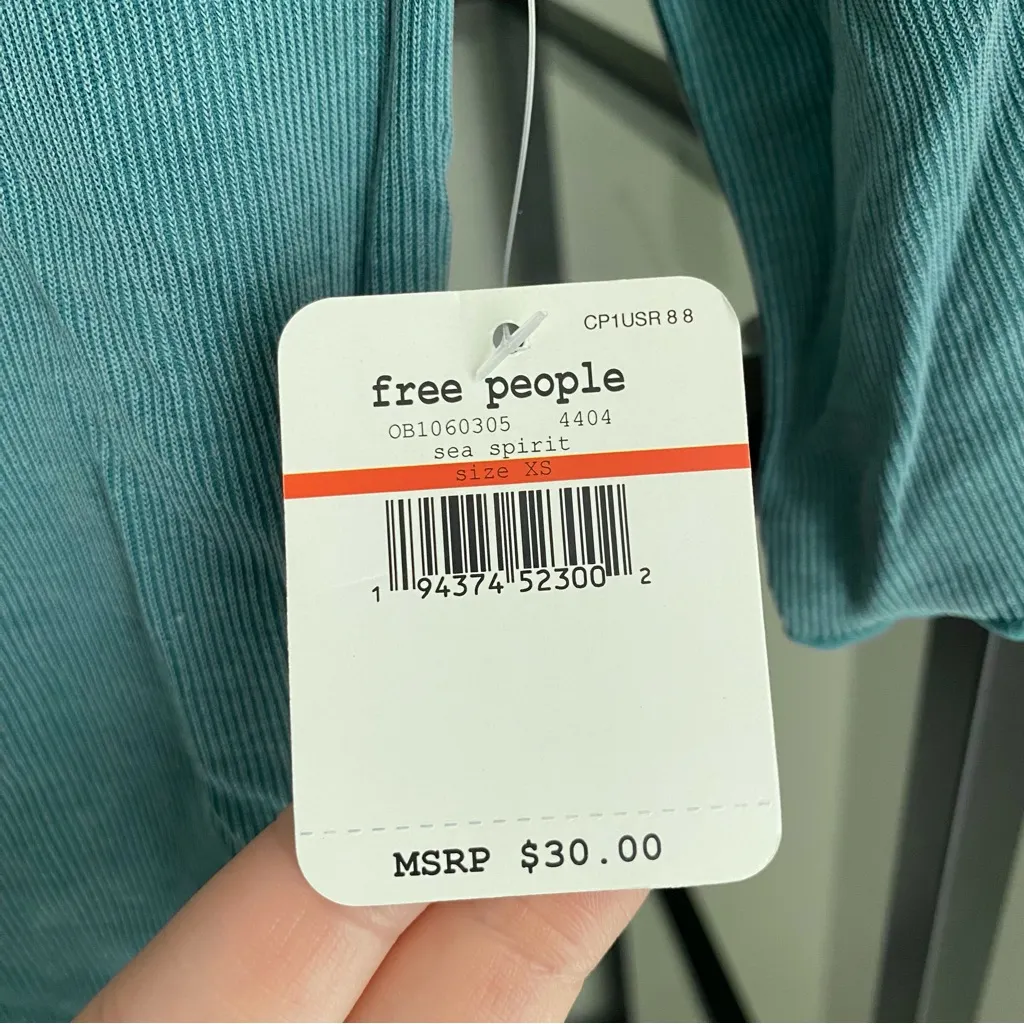 CP1USR 8 8
free people
OB1060305 4404
sea spirit
size XS
1 94374 52300 2
MSRP $30.00